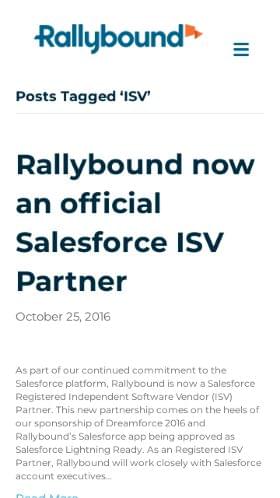 Rallybound
Posts Tagged ‘ISV’
Rallybound now
an official
Salesforce ISV
Partner
October 25, 2016
As part of our continued commitment to the
Salesforce platform, Rallybound is now a Salesforce
Registered Independent Software Vendor (ISV)
Partner. This new partnership comes on the heels of
our sponsorship of Dreamforce 2016 and
Rallybound’s Salesforce app being approved as
Salesforce Lightning Ready. As an Registered ISV
Partner, Rallybound will work closely with Salesforce
account executives…
Read More